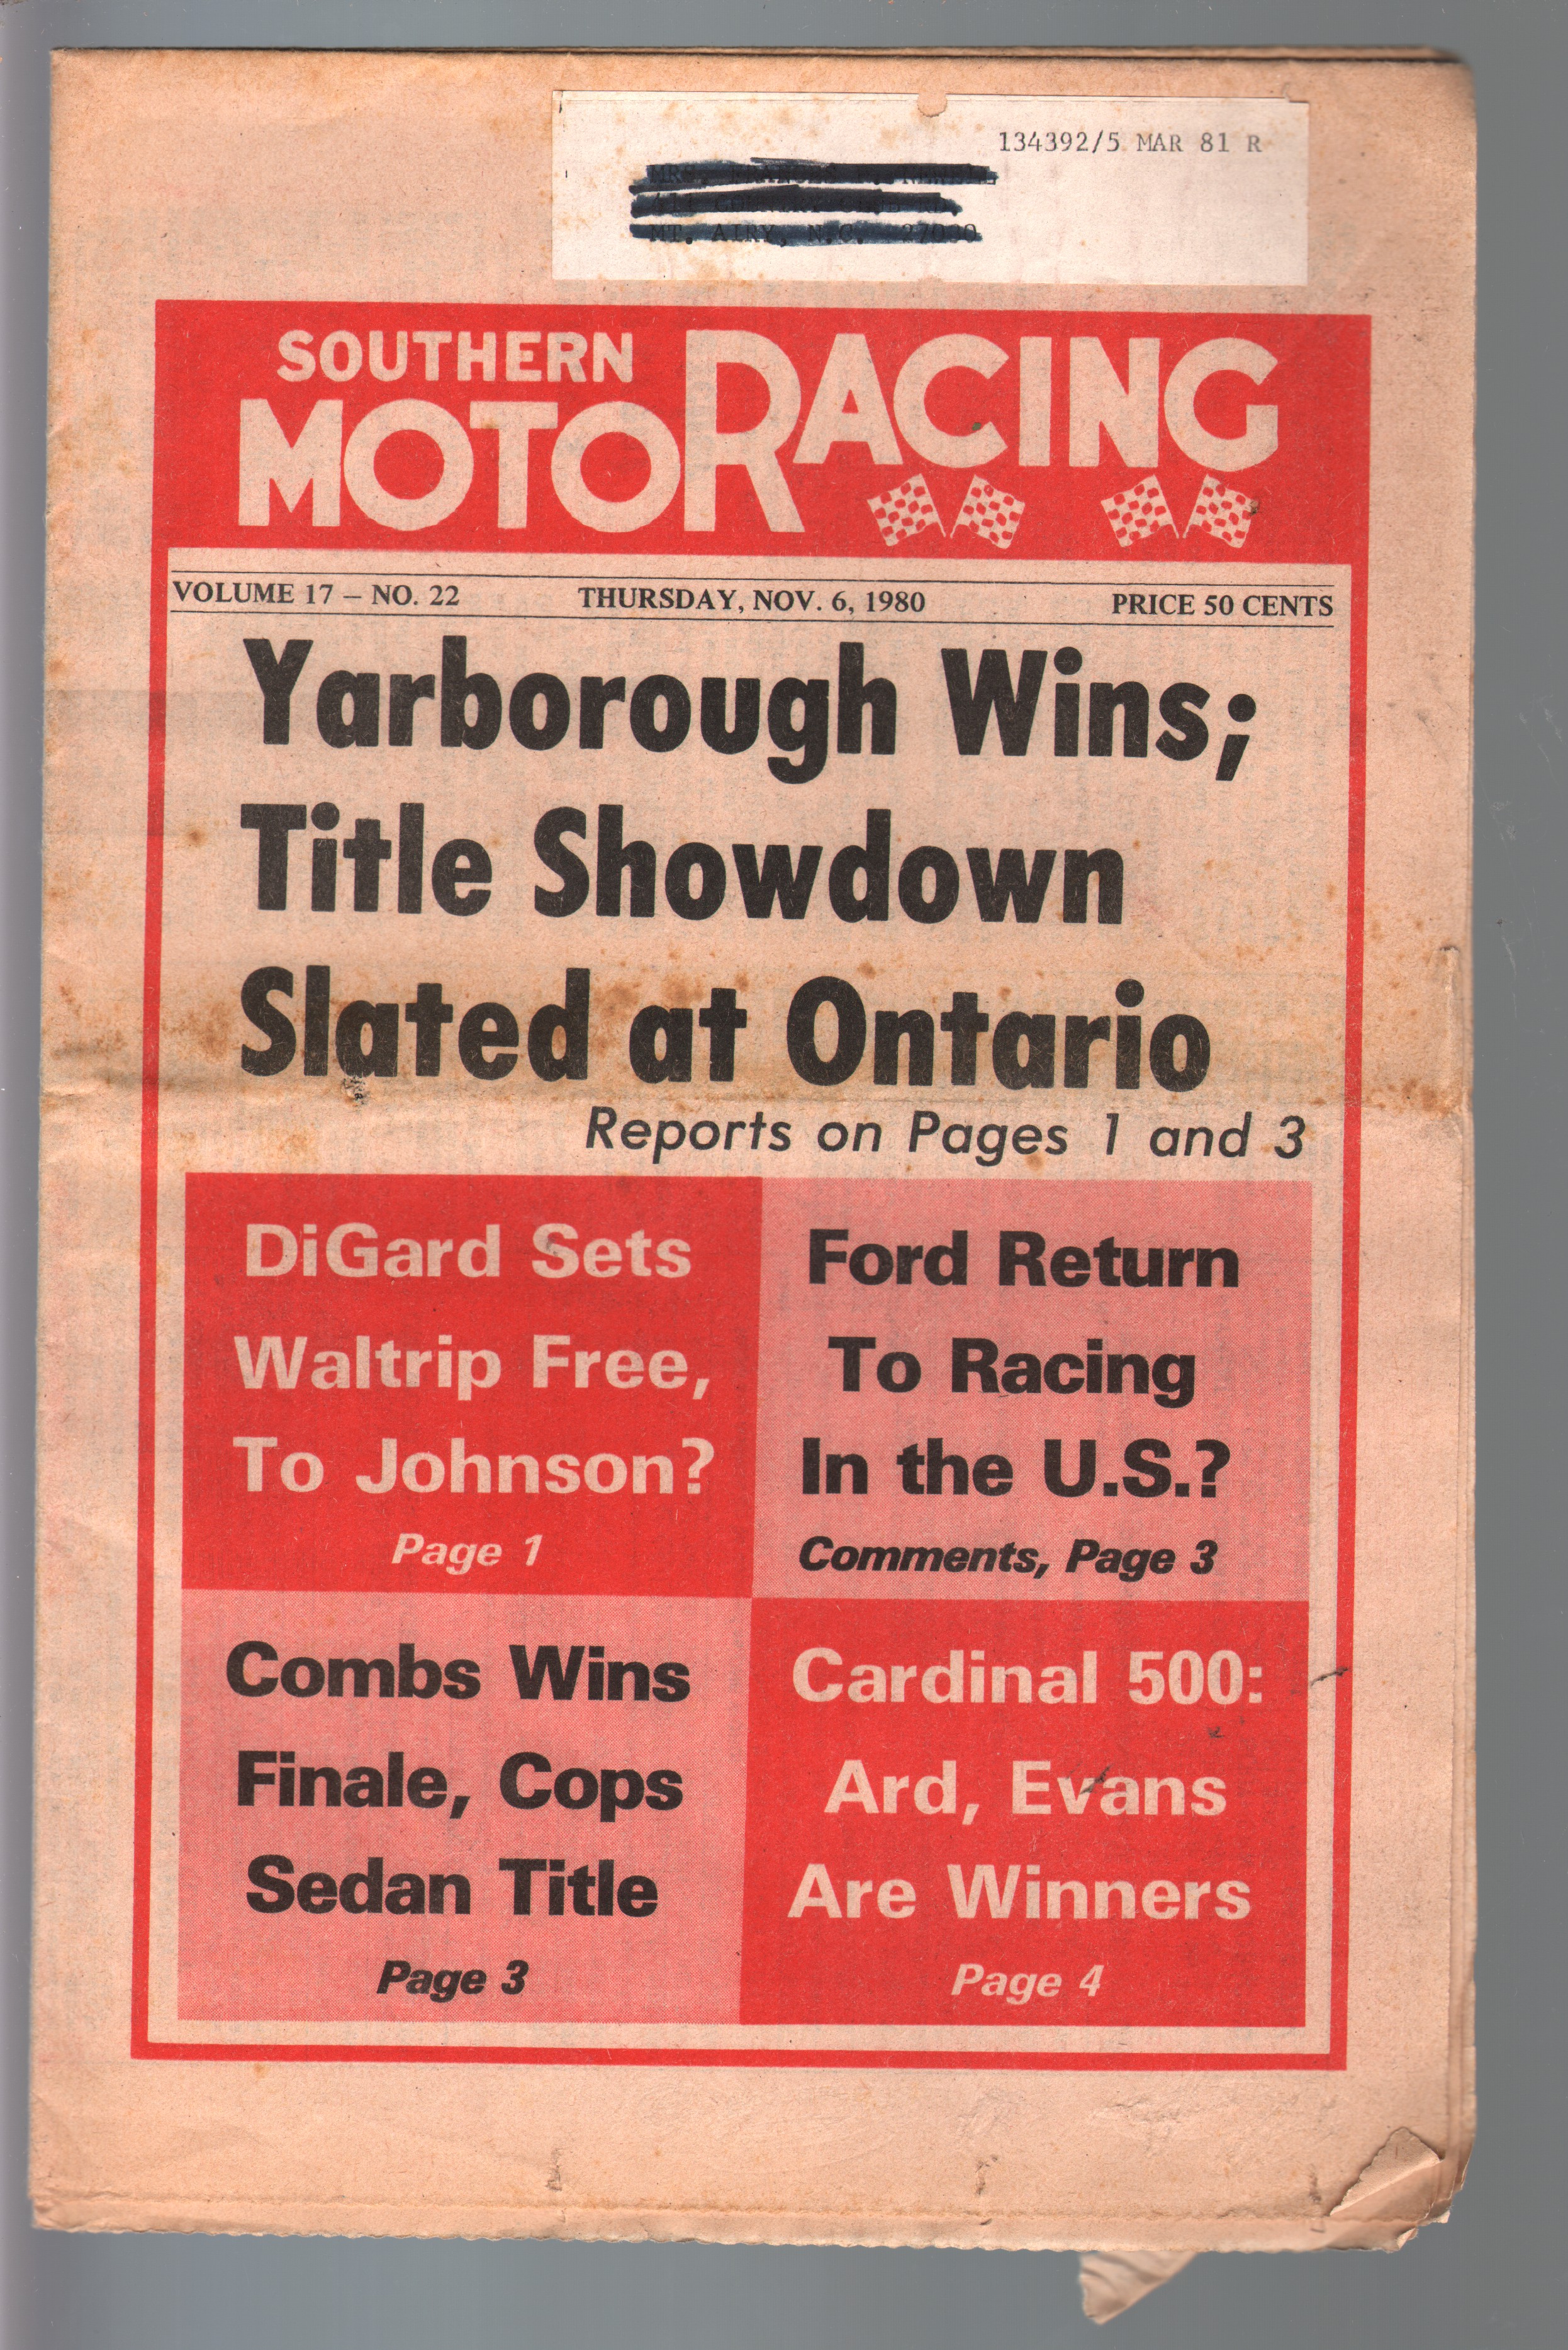 134392/5 MAR 81 R
SOUTHERN
MOTORACING
VOLUME 17 – NO. 22 THURSDAY, NOV. 6, 1980 PRICE 50 CENTS
Yarborough Wins;
Title Showdown
Slated at Ontario
Reports on Pages 1 and 3
DiGard Sets
Waltrip Free,
To Johnson?
Page 1
Ford Return
To Racing
In the U.S.?
Comments, Page 3
Combs Wins
Finale, Cops
Sedan Title
Page 3
Cardinal 500:
Ard, Evans
Are Winners
Page 4